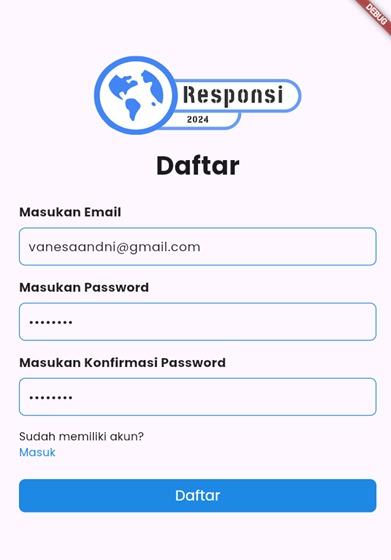 DEBUG
Responsi
2024
Daftar
Masukan Email
vanesaandni@gmail.com
Masukan Password
••••••••
Masukan Konfirmasi Password
••••••••
Sudah memiliki akun?
Masuk
Daftar